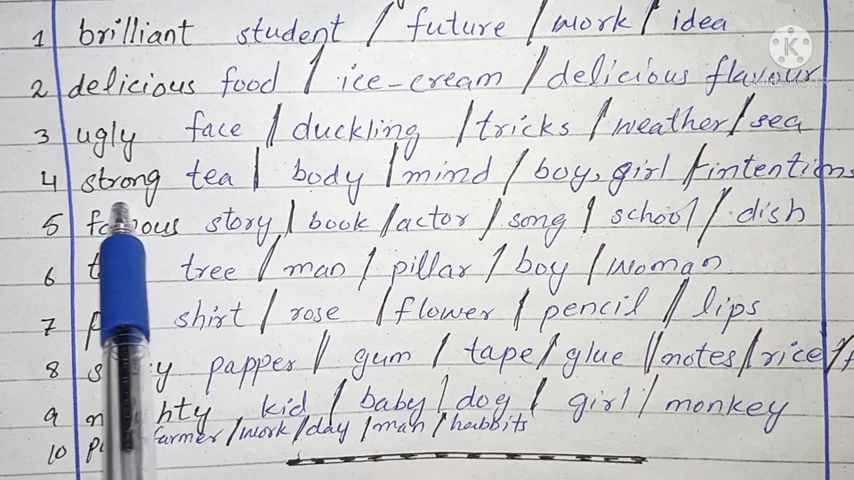 1 brilliant student / future / work / idea
2 delicious food / ice-cream / delicious flavour
3 ugly face / duckling / tricks / weather / sea
4 strong tea / body / mind / boy, girl / intentions
5 story / book / actor / song / school / dish
6 tree / man / pillar / boy / woman
7 shirt / rose / flower / pencil / lips
8 papper / gum / tape / glue / notes / rice /
9 kid / baby / dog / girl / monkey
10 farmer / work / day / man / habbits